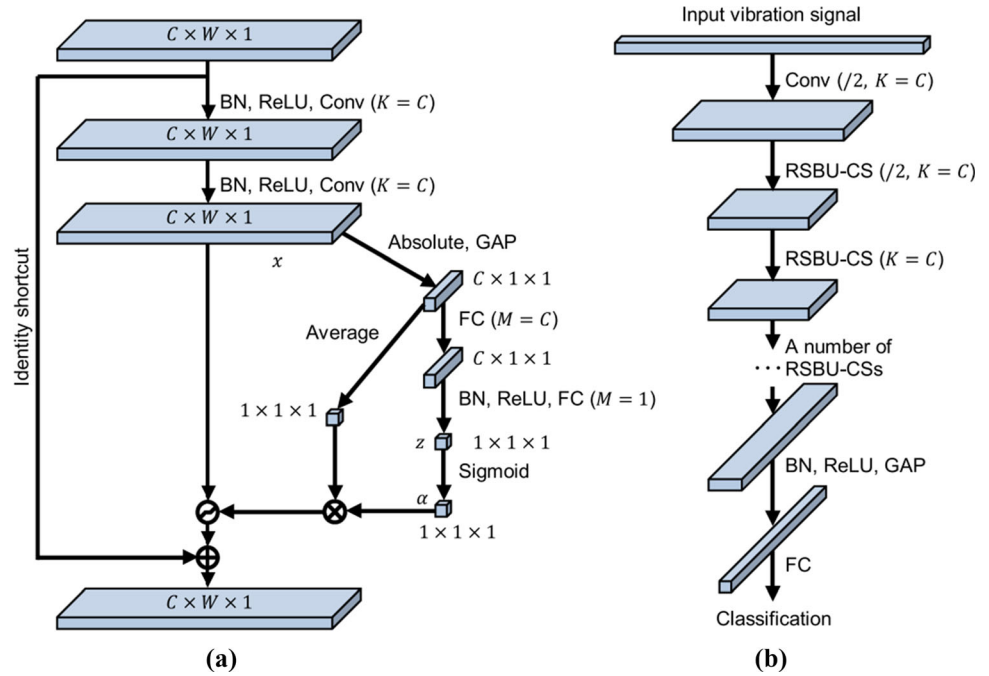 C × W × 1
BN, ReLU, Conv (K = C)
C × W × 1
BN, ReLU, Conv (K = C)
C × W × 1
x
Absolute, GAP
C × 1 × 1
FC (M = C)
Average
C × 1 × 1
BN, ReLU, FC (M = 1)
1 × 1 × 1
z
1 × 1 × 1
Sigmoid
α
1 × 1 × 1
Identity shortcut
C × W × 1
(a)
Input vibration signal
Conv (/2, K = C)
RSBU-CS (/2, K = C)
RSBU-CS (K = C)
A number of
··· RSBU-CSs
BN, ReLU, GAP
FC
Classification
(b)